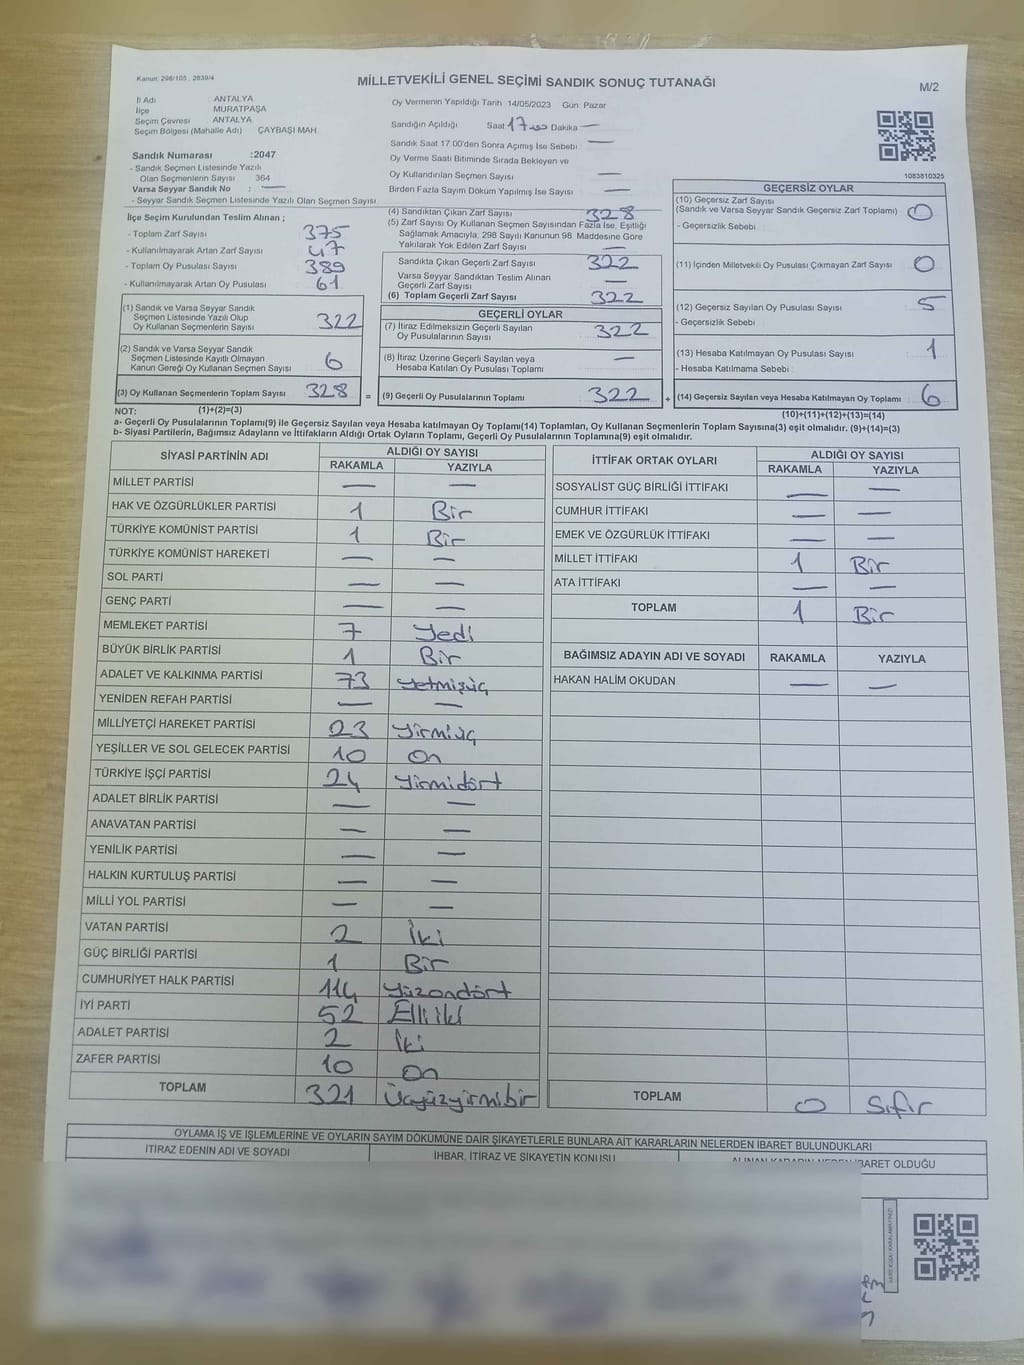 Kanun: 298/105 , 2839/4
MİLLETVEKİLİ GENEL SEÇİMİ SANDIK SONUÇ TUTANAĞI
M/2
İl Adı ANTALYA
İlçe MURATPAŞA
Seçim Çevresi ANTALYA
Seçim Bölgesi (Mahalle Adı) ÇAYBAŞI MAH.
Oy Vermenin Yapıldığı Tarih 14/05/2023 Gün: Pazar
Sandığın Açıldığı Saat 17 Dakika —
Sandık Saat 17.00'den Sonra Açımış İse Sebebi —
Oy Verme Saati Bitiminde Sırada Bekleyen ve
Oy Kullandırılan Seçmen Sayısı —
Birden Fazla Sayım Döküm Yapılmış İse Sayısı —
1083810325
Sandık Numarası :2047
- Sandık Seçmen Listesinde Yazılı
Olan Seçmenlerin Sayısı 364
Varsa Seyyar Sandık No : —
- Seyyar Sandık Seçmen Listesinde Yazılı Olan Seçmen Sayısı
İlçe Seçim Kurulundan Teslim Alınan ;
- Toplam Zarf Sayısı 375
- Kullanılmayarak Artan Zarf Sayısı 47
- Toplam Oy Pusulası Sayısı 389
- Kullanılmayarak Artan Oy Pusulası 61
(1) Sandık ve Varsa Seyyar Sandık
Seçmen Listesinde Yazılı Olup
Oy Kullanan Seçmenlerin Sayısı 322
(2) Sandık ve Varsa Seyyar Sandık
Seçmen Listesinde Kayıtlı Olmayan
Kanun Gereği Oy Kullanan Seçmen Sayısı 6
(3) Oy Kullanan Seçmenlerin Toplam Sayısı 328 =
(4) Sandıktan Çıkan Zarf Sayısı 328
(5) Zarf Sayısı Oy Kullanan Seçmen Sayısından Fazla İse, Eşitliği
Sağlamak Amacıyla, 298 Sayılı Kanunun 98. Maddesine Göre
Yakılarak Yok Edilen Zarf Sayısı —
Sandıkta Çıkan Geçerli Zarf Sayısı 322
Varsa Seyyar Sandıktan Teslim Alınan
Geçerli Zarf Sayısı —
(6) Toplam Geçerli Zarf Sayısı 322
GEÇERLİ OYLAR
(7) İtiraz Edilmeksizin Geçerli Sayılan
Oy Pusulalarının Sayısı 322
(8) İtiraz Üzerine Geçerli Sayılan veya
Hesaba Katılan Oy Pusulası Toplamı —
(9) Geçerli Oy Pusulalarının Toplamı 322 +
GEÇERSİZ OYLAR
(10) Geçersiz Zarf Sayısı
(Sandık ve Varsa Seyyar Sandık Geçersiz Zarf Toplamı) 0
- Geçersizlik Sebebi
(11) İçinden Milletvekili Oy Pusulası Çıkmayan Zarf Sayısı 0
(12) Geçersiz Sayılan Oy Pusulası Sayısı 5
- Geçersizlik Sebebi
(13) Hesaba Katılmayan Oy Pusulası Sayısı 1
- Hesaba Katılmama Sebebi
(14) Geçersiz Sayılan veya Hesaba Katılmayan Oy Toplamı 6
NOT: (1)+(2)=(3)
(10)+(11)+(12)+(13)=(14)
a- Geçerli Oy Pusulalarının Toplamı(9) ile Geçersiz Sayılan veya Hesaba katılmayan Oy Toplamı(14) Toplamları, Oy Kullanan Seçmenlerin Toplam Sayısına(3) eşit olmalıdır. (9)+(14)=(3)
b- Siyasi Partilerin, Bağımsız Adayların ve İttifakların Aldığı Ortak Oyların Toplamı, Geçerli Oy Pusulalarının Toplamına(9) eşit olmalıdır.
SİYASİ PARTİNİN ADI ALDIĞI OY SAYISI
RAKAMLA YAZIYLA
MİLLET PARTİSİ — —
HAK VE ÖZGÜRLÜKLER PARTİSİ 1 Bir
TÜRKİYE KOMÜNİST PARTİSİ 1 Bir
TÜRKİYE KOMÜNİST HAREKETİ — —
SOL PARTİ — —
GENÇ PARTİ — —
MEMLEKET PARTİSİ 7 Yedi
BÜYÜK BİRLİK PARTİSİ 1 Bir
ADALET VE KALKINMA PARTİSİ 73 Yetmişüç
YENİDEN REFAH PARTİSİ — —
MİLLİYETÇİ HAREKET PARTİSİ 23 Yirmiüç
YEŞİLLER VE SOL GELECEK PARTİSİ 10 On
TÜRKİYE İŞÇİ PARTİSİ 24 Yirmidört
ADALET BİRLİK PARTİSİ — —
ANAVATAN PARTİSİ — —
YENİLİK PARTİSİ — —
HALKIN KURTULUŞ PARTİSİ — —
MİLLİ YOL PARTİSİ — —
VATAN PARTİSİ 2 İki
GÜÇ BİRLİĞİ PARTİSİ 1 Bir
CUMHURİYET HALK PARTİSİ 114 Yüzondört
İYİ PARTİ 52 Elliiki
ADALET PARTİSİ 2 İki
ZAFER PARTİSİ 10 On
TOPLAM 321 Üçyüzyirmibir
İTTİFAK ORTAK OYLARI ALDIĞI OY SAYISI
RAKAMLA YAZIYLA
SOSYALİST GÜÇ BİRLİĞİ İTTİFAKI — —
CUMHUR İTTİFAKI — —
EMEK VE ÖZGÜRLÜK İTTİFAKI — —
MİLLET İTTİFAKI 1 Bir
ATA İTTİFAKI — —
TOPLAM 1 Bir
BAĞIMSIZ ADAYIN ADI VE SOYADI RAKAMLA YAZIYLA
HAKAN HALİM OKUDAN — —
TOPLAM 0 Sıfır
OYLAMA İŞ VE İŞLEMLERİNE VE OYLARIN SAYIM DÖKÜMÜNE DAİR ŞİKAYETLERLE BUNLARA AİT KARARLARIN NELERDEN İBARET BULUNDUKLARI
İTİRAZ EDENİN ADI VE SOYADI İHBAR, İTİRAZ VE ŞİKAYETİN KONUSU ALINAN KARARIN NEDEN İBARET OLDUĞU